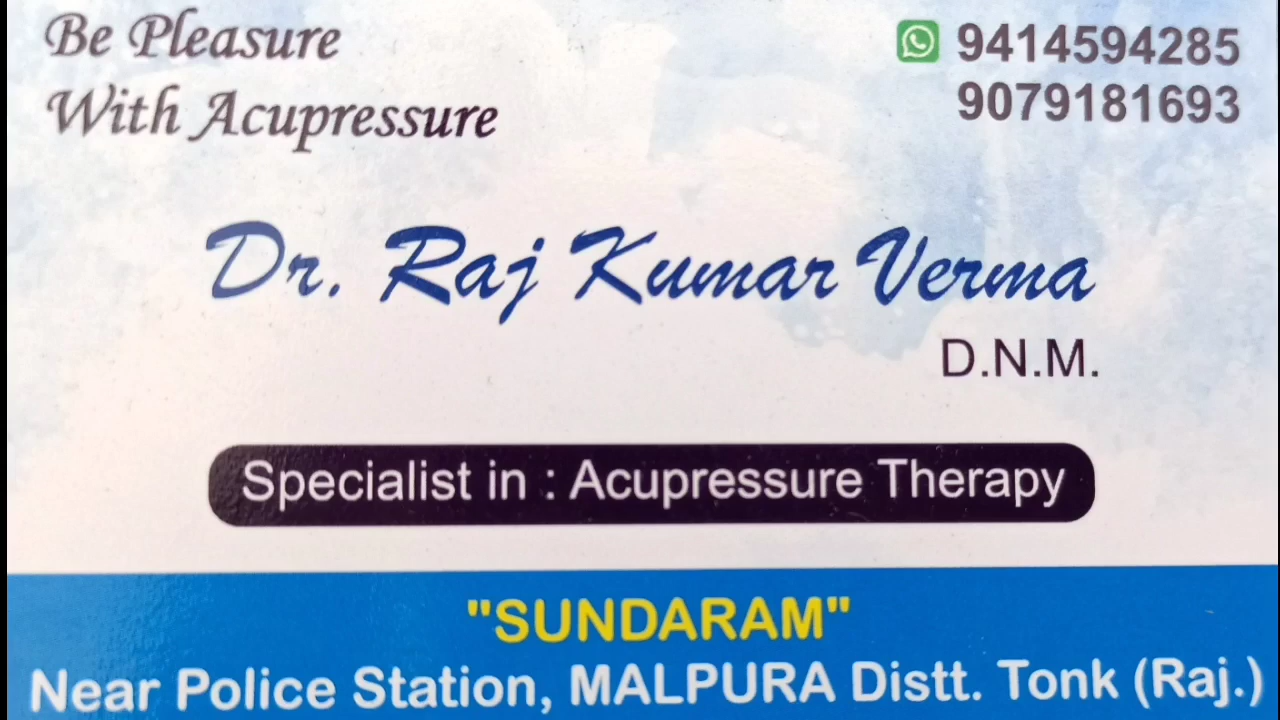 Be Pleasure
With Acupressure
9414594285
9079181693
Dr. Raj Kumar Verma
D.N.M.
Specialist in : Acupressure Therapy
"SUNDARAM"
Near Police Station, MALPURA Distt. Tonk (Raj.)